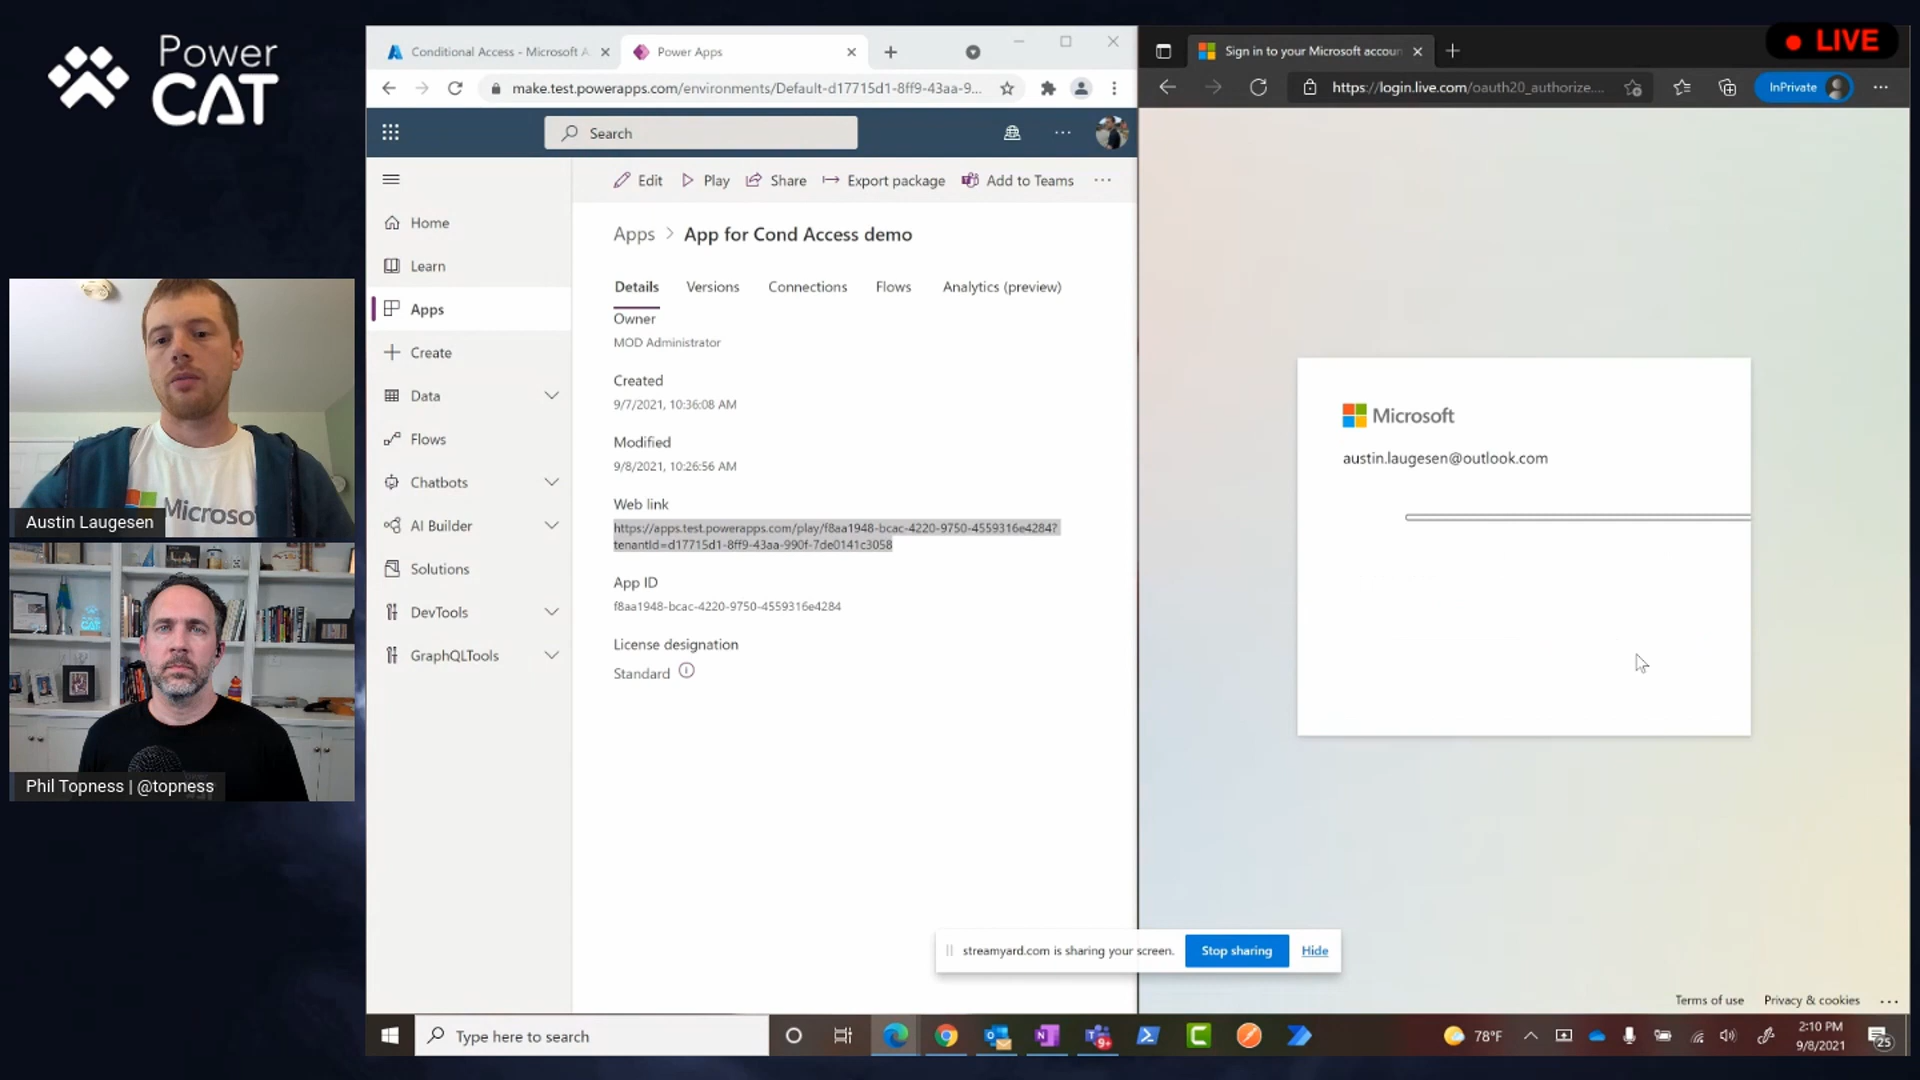 Power
CAT
LIVE
Conditional Access - Microsoft A
Power Apps
make.test.powerapps.com/environments/Default-d17715d1-8ff9-43aa-9...
Search
Edit
Play
Share
Export package
Add to Teams
Home
Learn
Apps
Create
Data
Flows
Chatbots
AI Builder
Solutions
DevTools
GraphQLTools
Apps > App for Cond Access demo
Details
Versions
Connections
Flows
Analytics (preview)
Owner
MOD Administrator
Created
9/7/2021, 10:36:08 AM
Modified
9/8/2021, 10:26:56 AM
Web link
https://apps.test.powerapps.com/play/f8aa1948-bcac-4220-9750-4559316e4284?
tenantId=d17715d1-8ff9-43aa-990f-7de0141c3058
App ID
f8aa1948-bcac-4220-9750-4559316e4284
License designation
Standard
Sign in to your Microsoft accoun
https://login.live.com/oauth20_authorize....
InPrivate
Microsoft
austin.laugesen@outlook.com
Terms of use
Privacy & cookies
streamyard.com is sharing your screen.
Stop sharing
Hide
Microso
Austin Laugesen
Phil Topness | @topness
Type here to search
9+
78°F
2:10 PM
9/8/2021
25